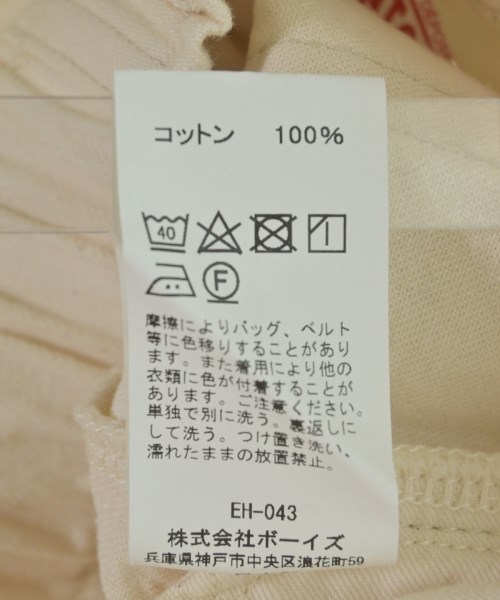 コットン 100%
40
F
摩擦によりバッグ、ベルト
等に色移りすることがあり
ます。また着用により他の
衣類に色が付着することが
あります。ご注意ください。
単独で別に洗う。裏返しに
して洗う。つけ置き洗い、
濡れたままの放置禁止。
EH-043
株式会社ボーイズ
兵庫県神戸市中央区浪花町59